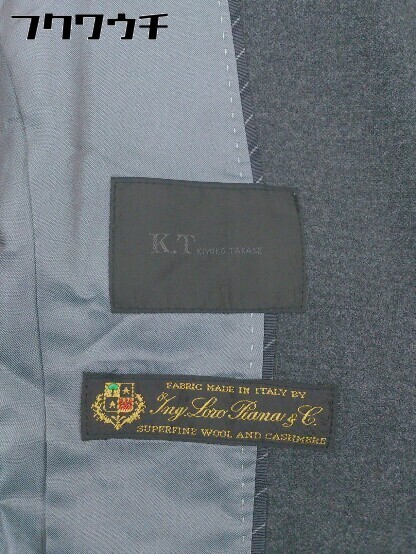 フクワウチ
K.T KIYOKO TAKASE
FABRIC MADE IN ITALY BY
Ing. Loro Piana & C.
SUPERFINE WOOL AND CASHMERE